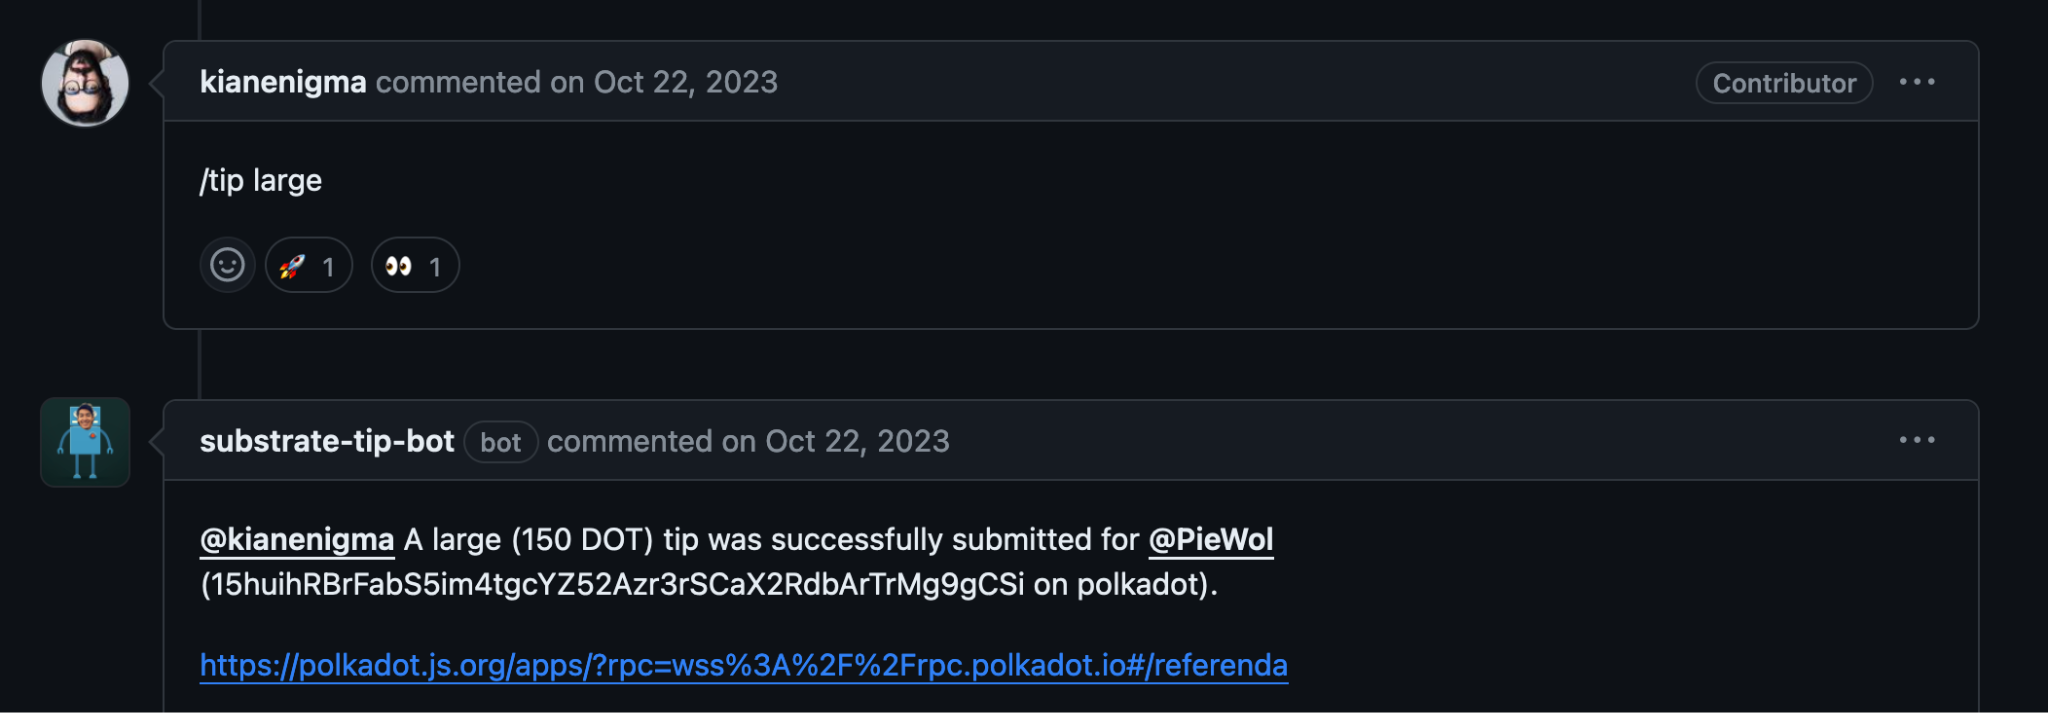 kianenigma commented on Oct 22, 2023 Contributor
/tip large
1 1
substrate-tip-bot bot commented on Oct 22, 2023
@kianenigma A large (150 DOT) tip was successfully submitted for @PieWol
(15huihRBrFabS5im4tgcYZ52Azr3rSCaX2RdbArTrMg9gCSi on polkadot).
https://polkadot.js.org/apps/?rpc=wss%3A%2F%2Frpc.polkadot.io#/referenda